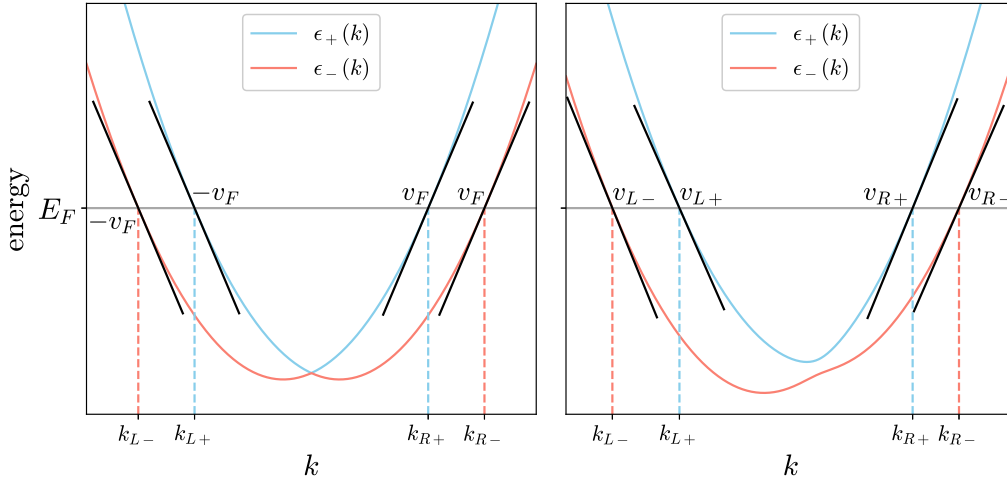 ϵ₊(k)
ϵ₋(k)
ϵ₊(k)
ϵ₋(k)
energy
E_F
−v_F
−v_F
v_F
v_F
v_{L−}
v_{L+}
v_{R+}
v_{R−}
k_{L−}
k_{L+}
k_{R+}
k_{R−}
k_{L−}
k_{L+}
k_{R+}
k_{R−}
k
k